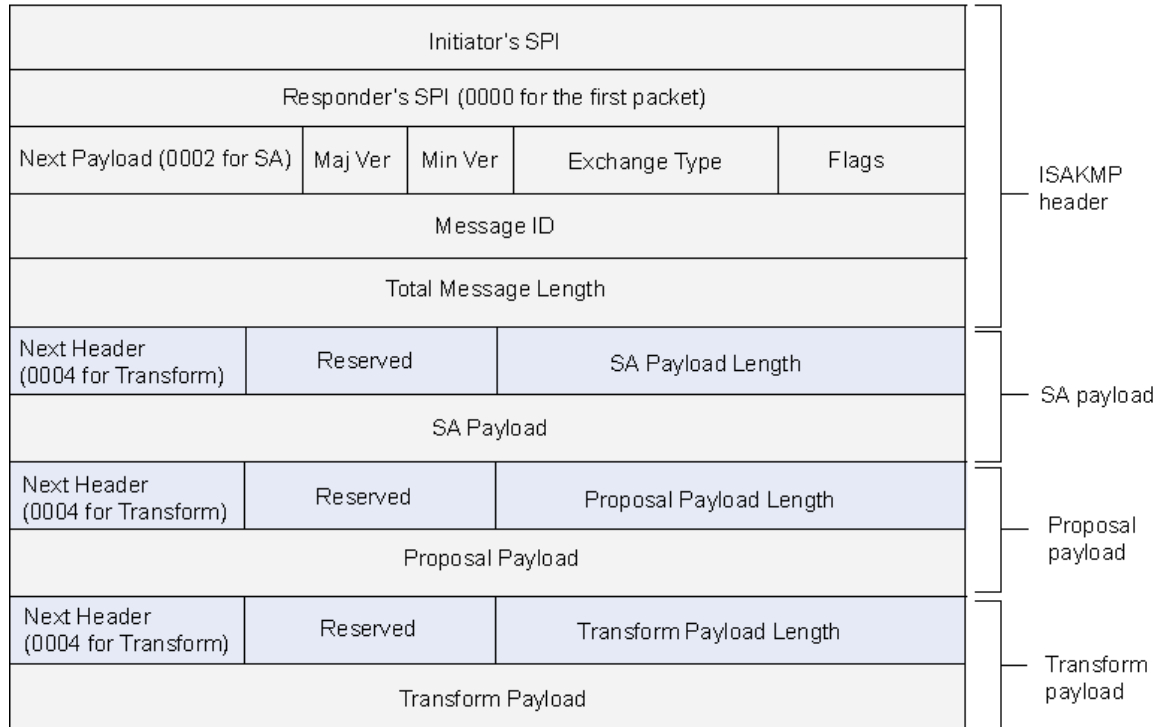 Initiator's SPI
Responder's SPI (0000 for the first packet)
Next Payload (0002 for SA)
Maj Ver
Min Ver
Exchange Type
Flags
Message ID
Total Message Length
ISAKMP
header
Next Header
(0004 for Transform)
Reserved
SA Payload Length
SA Payload
SA payload
Next Header
(0004 for Transform)
Reserved
Proposal Payload Length
Proposal Payload
Proposal
payload
Next Header
(0004 for Transform)
Reserved
Transform Payload Length
Transform Payload
Transform
payload